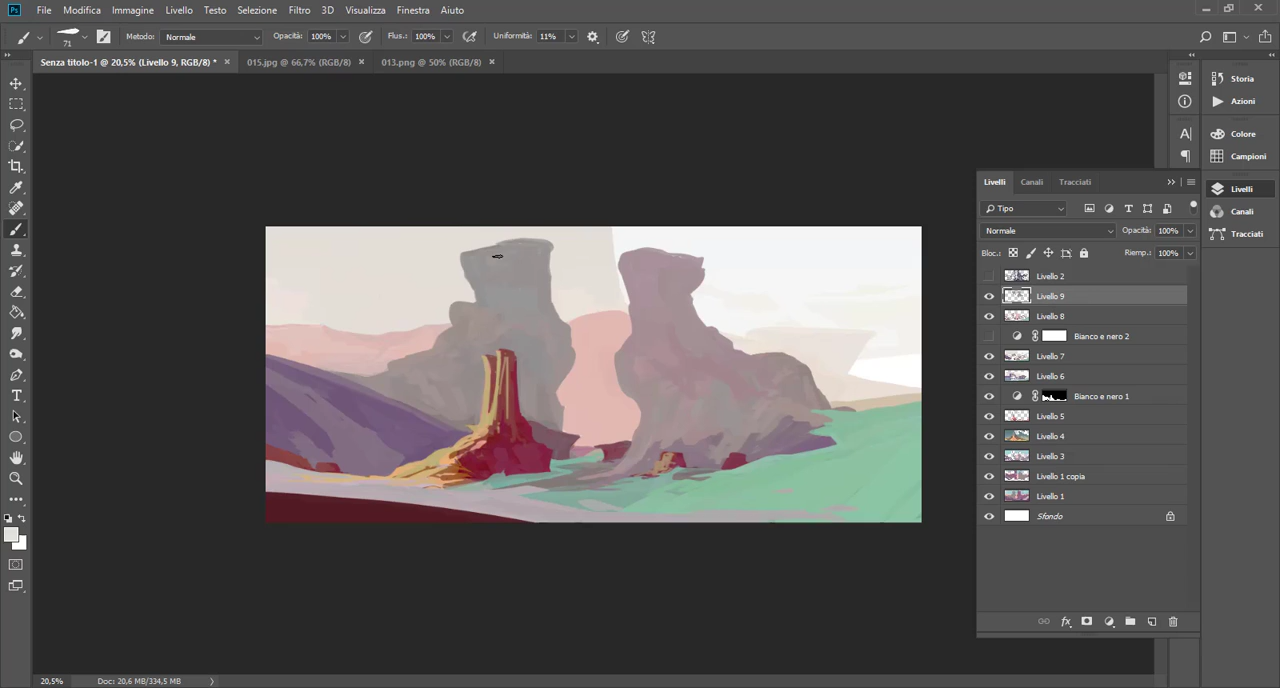 Ps File Modifica Immagine Livello Testo Selezione Filtro 3D Visualizza Finestra Aiuto
71 Metodo: Normale Opacità: 100% Flus.: 100% Uniformità: 11%
Senza titolo-1 @ 20,5% (Livello 9, RGB/8) * × 015.jpg @ 66,7% (RGB/8) × 013.png @ 50% (RGB/8) ×
Storia
Azioni
Colore
Campioni
Livelli
Canali
Tracciati
Livelli Canali Tracciati
Tipo
Normale Opacità: 100%
Bloc.: Riemp.: 100%
Livello 2
Livello 9
Livello 8
Bianco e nero 2
Livello 7
Livello 6
Bianco e nero 1
Livello 5
Livello 4
Livello 3
Livello 1 copia
Livello 1
Sfondo
fx
20,5% Doc: 20,6 MB/334,5 MB